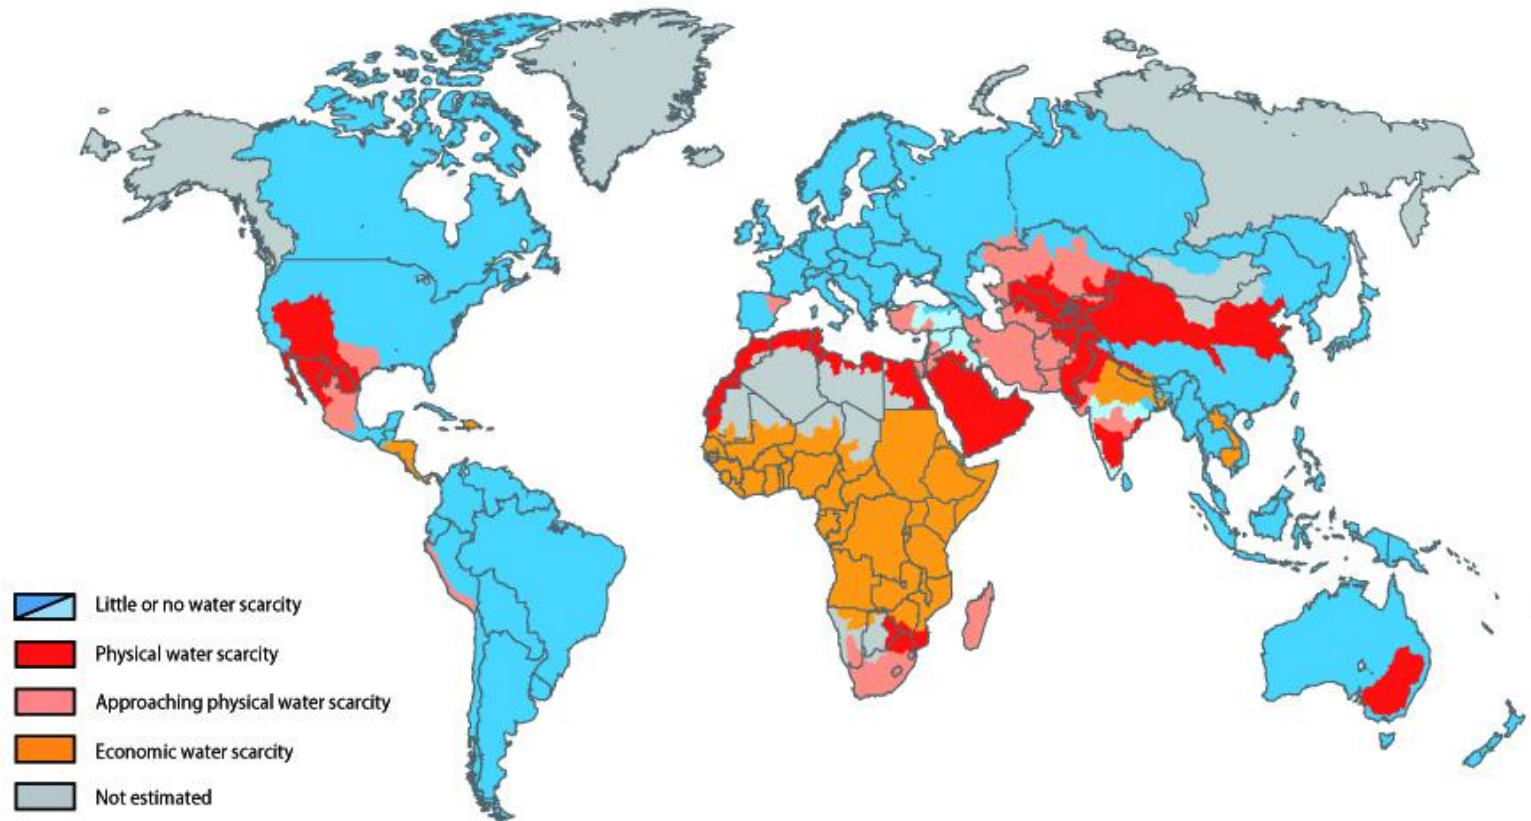 Little or no water scarcity
Physical water scarcity
Approaching physical water scarcity
Economic water scarcity
Not estimated